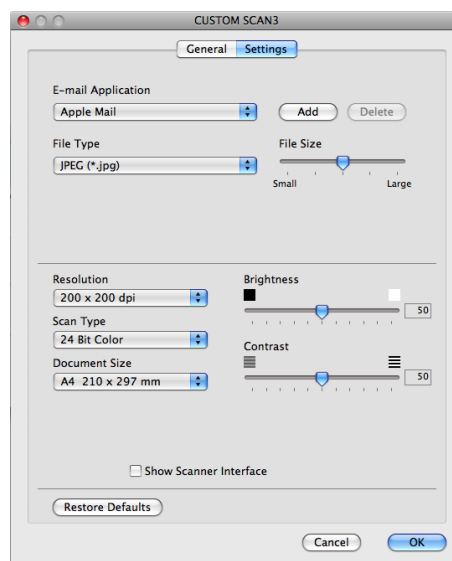 CUSTOM SCAN3
General Settings
E-mail Application
Apple Mail Add Delete
File Type File Size
JPEG (*.jpg)
Small Large
Resolution Brightness
200 x 200 dpi
50
Scan Type
24 Bit Color
Contrast
Document Size
A4 210 x 297 mm
50
Show Scanner Interface
Restore Defaults
Cancel OK